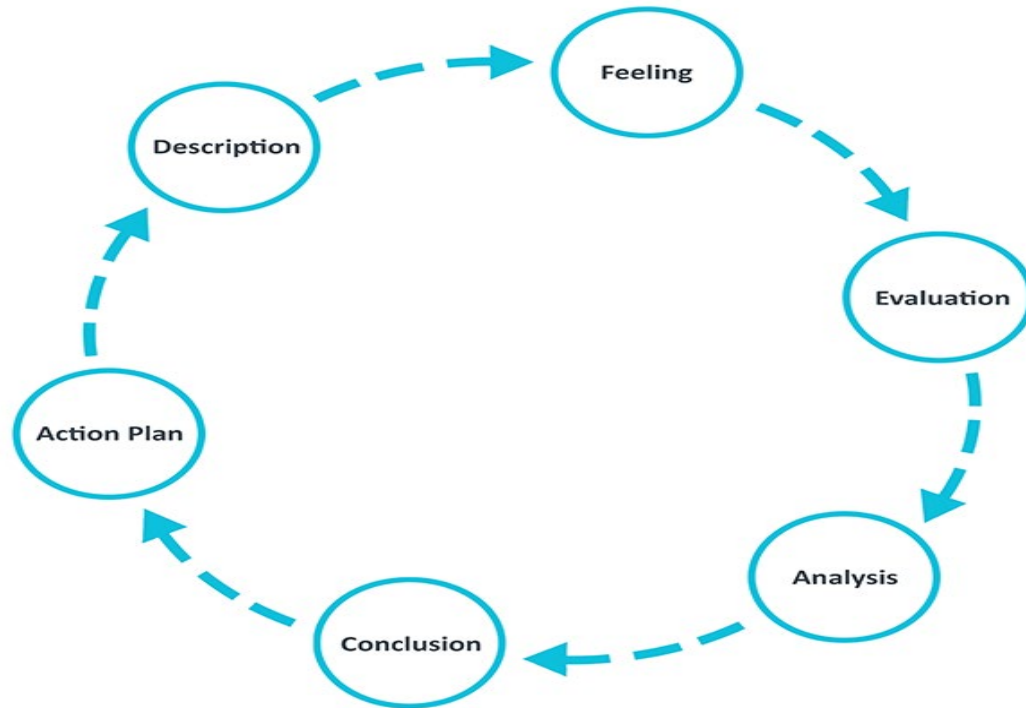 Description
Feeling
Evaluation
Analysis
Conclusion
Action Plan